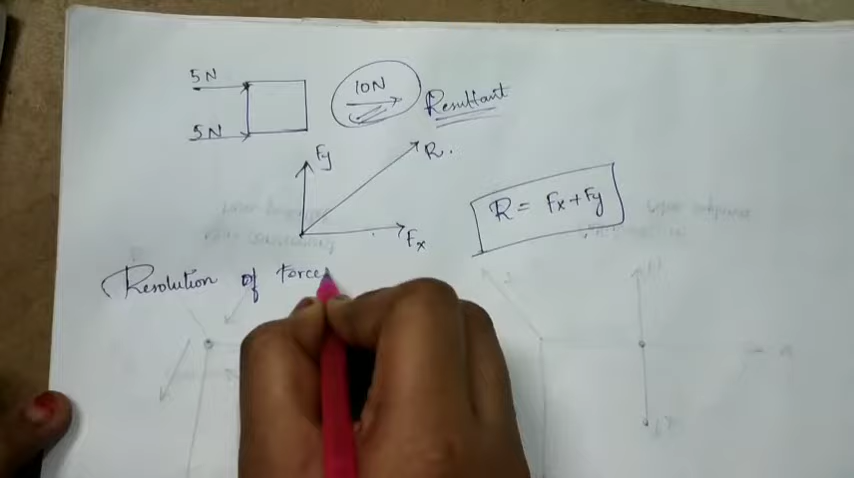 5N
10N
Resultant
5N
Fy
R.
R = Fx+Fy
Fx
Resolution of Force